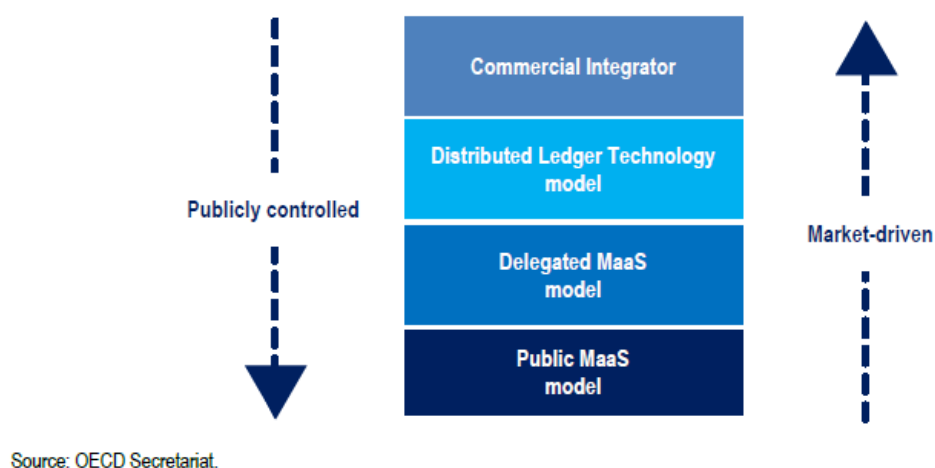 Commercial Integrator
Distributed Ledger Technology
model
Publicly controlled
Market-driven
Delegated MaaS
model
Public MaaS
model
Source: OECD Secretariat.